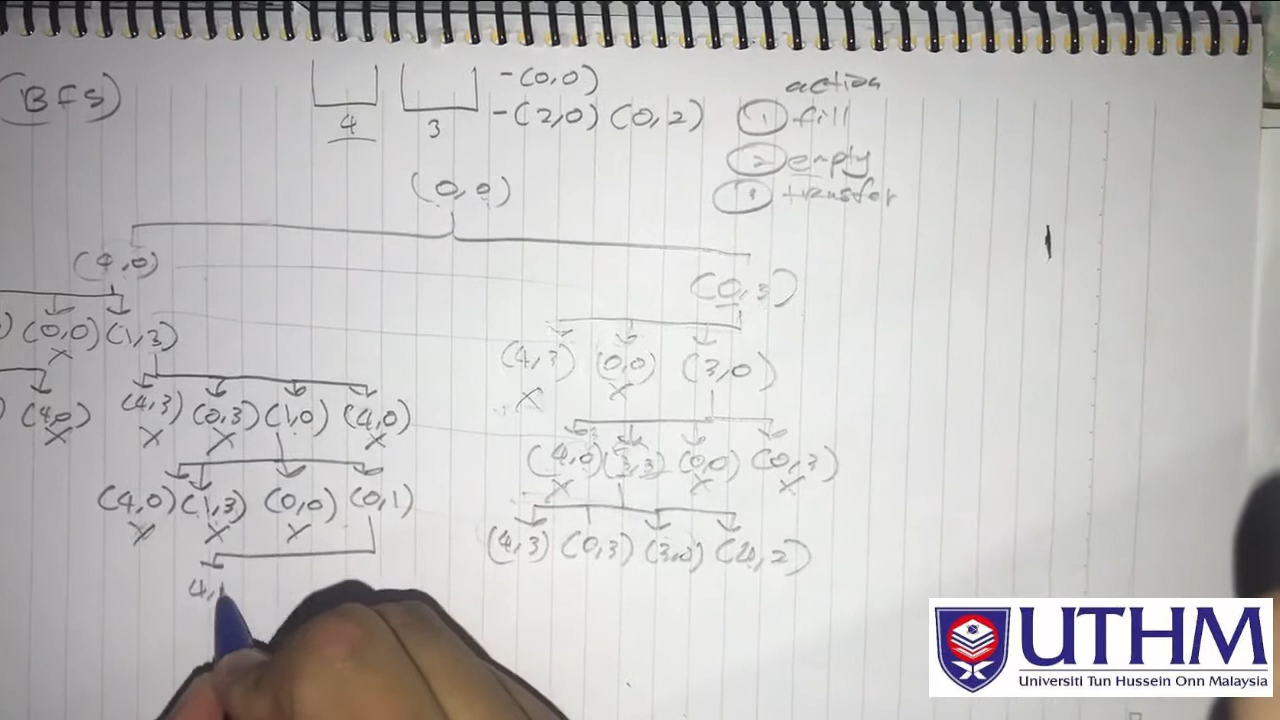 (BFS)
4 3
-(0,0)
-(2,0) (0,2)
action
1 fill
2 empty
3 transfer
(0,0)
(4,0) (0,3)
) (0,0) (1,3) (4,3) (0,0) (3,0)
x x x
) (4,0) (4,3) (0,3) (1,0) (4,0) (4,0) (3,3) (0,0) (0,3)
x x x x x x x
(4,0) (1,3) (0,0) (0,1) (4,3) (0,3) (3,0) (4,2)
x x x
4,
UTHM
Universiti Tun Hussein Onn Malaysia